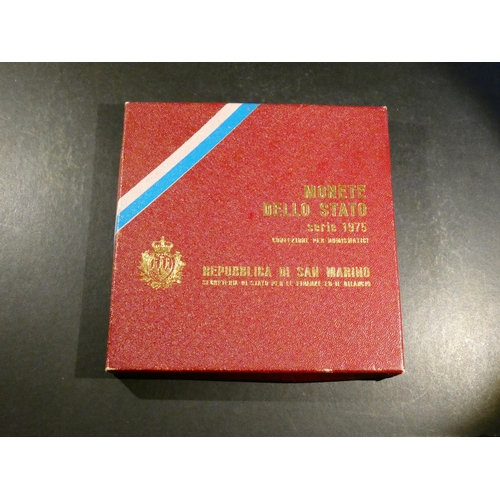 MONETE
DELLO STATO
serie 1975
CONFEZIONE PER NUMISMATICI
REPUBBLICA DI SAN MARINO
SEGRETERIA DI STATO PER LE FINANZE ED IL BILANCIO